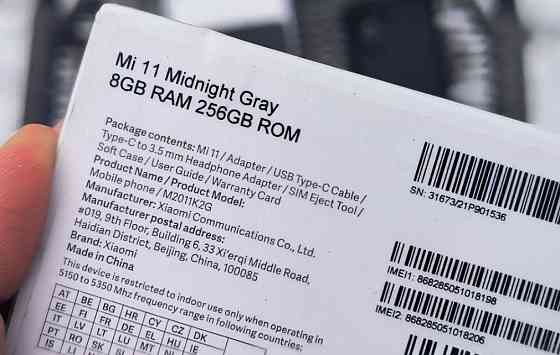 Mi 11 Midnight Gray
8GB RAM 256GB ROM
Package contents: Mi 11 / Adapter / USB Type-C Cable /
Type-C to 3.5 mm Headphone Adapter / SIM Eject Tool /
Soft Case / User Guide / Warranty Card
Product Name / Product Model:
Mobile phone / M2011K2G
Manufacturer: Xiaomi Communications Co., Ltd.
Manufacturer postal address:
#019, 9th Floor, Building 6, 33 Xi'erqi Middle Road,
Haidian District, Beijing, China, 100085
Brand: Xiaomi
Made in China
This device is restricted to indoor use only when operating in
5150 to 5350 Mhz frequency range in following countries:
AT BE BG HR CY CZ DK
EE FI FR DE EL HU IE
IT LV LT LU MT NL
PT RO SK SI
SN: 31673/21P901536
IMEI1: 868285051018198
IMEI2: 868285051018206